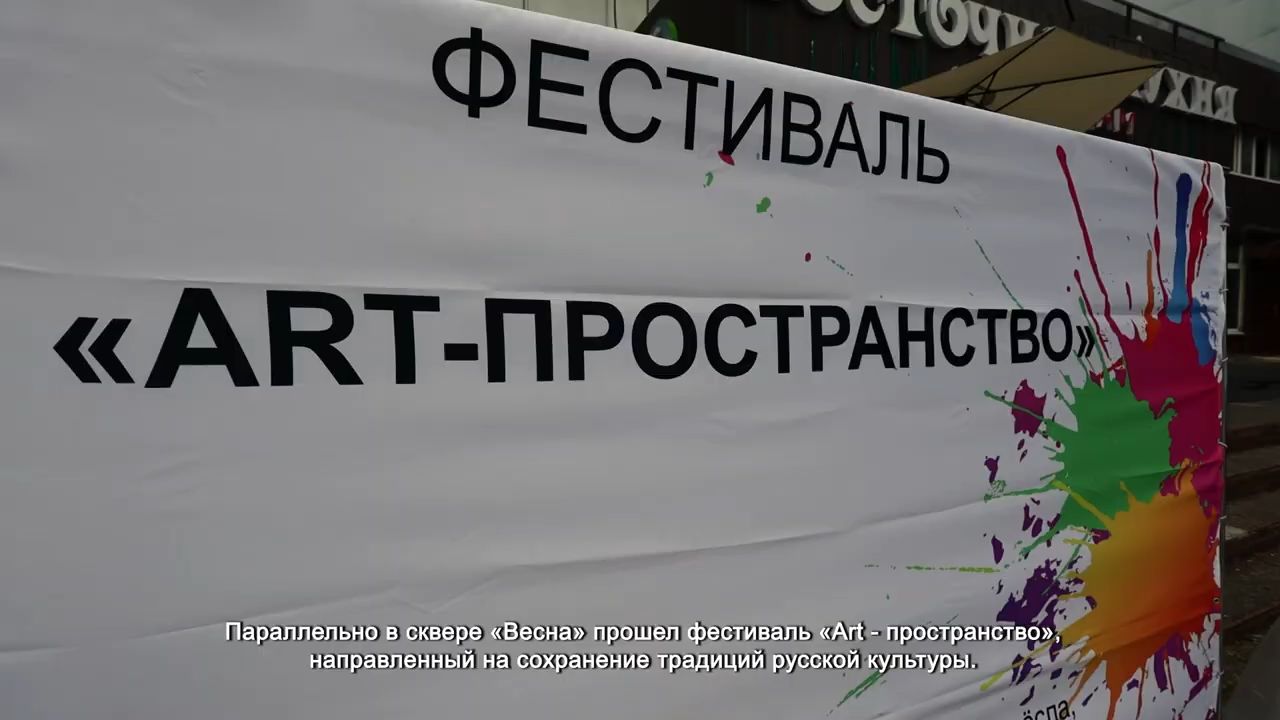 ФЕСТИВАЛЬ
«ART-ПРОСТРАНСТВО»
Параллельно в сквере «Весна» прошел фестиваль «Art - пространство»,
направленный на сохранение традиций русской культуры.